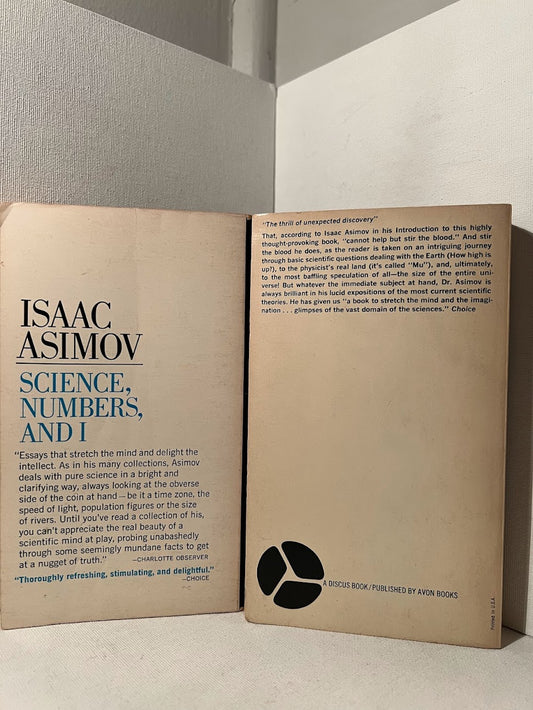 ISAAC
ASIMOV
SCIENCE,
NUMBERS,
AND I
"Essays that stretch the mind and delight the
intellect. As in his many collections, Asimov
deals with pure science in a bright and
clarifying way, always looking at the obverse
side of the coin at hand—be it a time zone, the
speed of light, population figures or the size
of rivers. Until you've read a collection of his,
you can't appreciate the real beauty of a
scientific mind at play, probing unabashedly
through some seemingly mundane facts to get
at a nugget of truth." —CHARLOTTE OBSERVER
"Thoroughly refreshing, stimulating, and delightful."
—CHOICE
"The thrill of unexpected discovery"
That, according to Isaac Asimov in his Introduction to this highly
thought-provoking book, "cannot help but stir the blood." And stir
the blood he does, as the reader is taken on an intriguing journey
through basic scientific questions dealing with the Earth (How high is
up?), to the physicist's real land (it's called "Mu"), and, ultimately,
to the most baffling speculation of all—the size of the entire uni-
verse! But whatever the immediate subject at hand, Dr. Asimov is
always brilliant in his lucid expositions of the most current scientific
theories. He has given us "a book to stretch the mind and the imagi-
nation . . . glimpses of the vast domain of the sciences." Choice
A DISCUS BOOK/PUBLISHED BY AVON BOOKS
Printed in U.S.A.